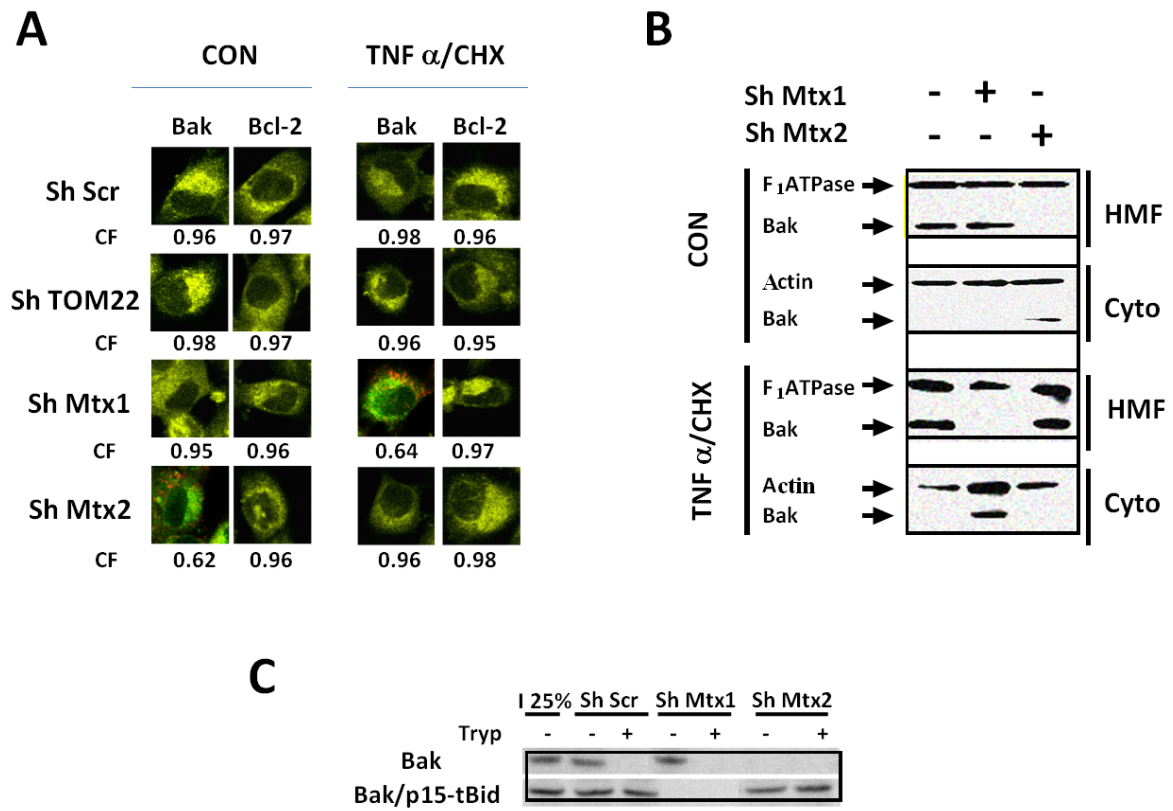 A
CON TNF α/CHX
Bak Bcl-2 Bak Bcl-2
Sh Scr
CF 0.96 0.97 0.98 0.96
Sh TOM22
CF 0.98 0.97 0.96 0.95
Sh Mtx1
CF 0.95 0.96 0.64 0.97
Sh Mtx2
CF 0.62 0.96 0.96 0.98
B
Sh Mtx1 - + -
Sh Mtx2 - - +
CON
F₁ATPase
Bak
HMF
Actin
Bak
Cyto
TNF α/CHX
F₁ATPase
Bak
HMF
Actin
Bak
Cyto
C
I 25% Sh Scr Sh Mtx1 Sh Mtx2
Tryp - - + - + - +
Bak
Bak/p15-tBid